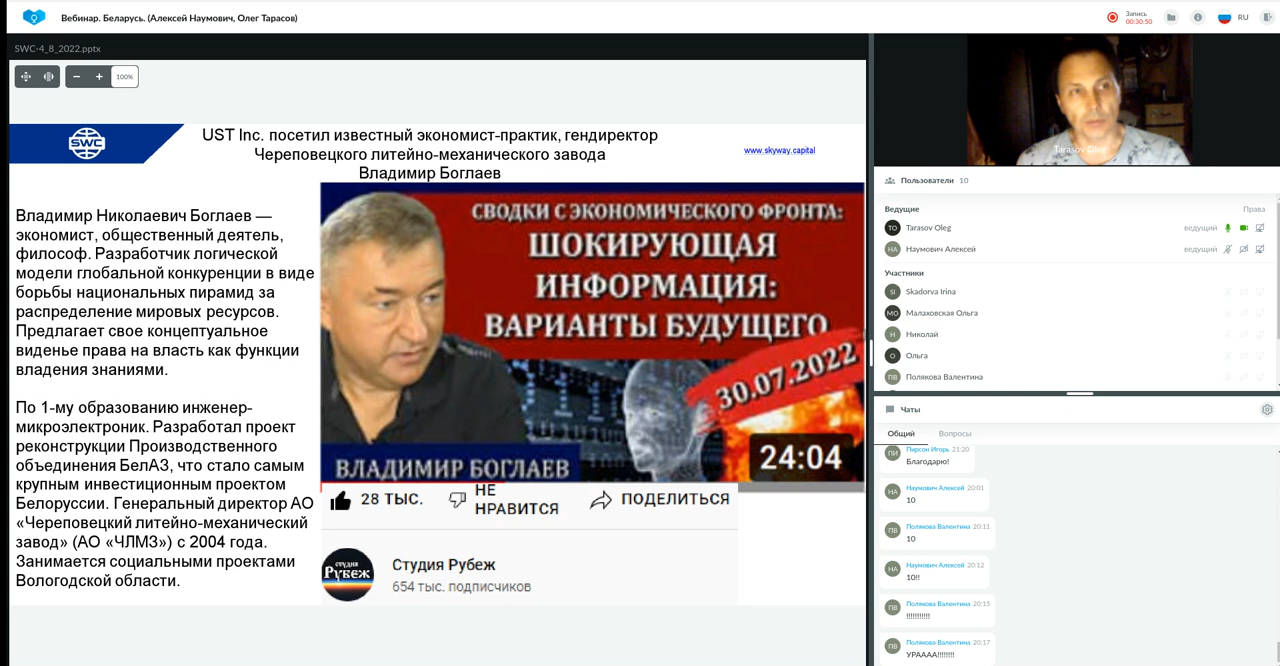 Вебинар. Беларусь. (Алексей Наумович, Олег Тарасов)
Запись
00:30:50
RU
SWC-4_8_2022.pptx
100%
SWC
UST Inc. посетил известный экономист-практик, гендиректор
Череповецкого литейно-механического завода
Владимир Боглаев
www.skyway.capital
Владимир Николаевич Боглаев —
экономист, общественный деятель,
философ. Разработчик логической
модели глобальной конкуренции в виде
борьбы национальных пирамид за
распределение мировых ресурсов.
Предлагает свое концептуальное
виденье права на власть как функции
владения знаниями.
По 1-му образованию инженер-
микроэлектроник. Разработал проект
реконструкции Производственного
объединения БелАЗ, что стало самым
крупным инвестиционным проектом
Белоруссии. Генеральный директор АО
«Череповецкий литейно-механический
завод» (АО «ЧЛМЗ») с 2004 года.
Занимается социальными проектами
Вологодской области.
СВОДКИ С ЭКОНОМИЧЕСКОГО ФРОНТА:
ШОКИРУЮЩАЯ
ИНФОРМАЦИЯ:
ВАРИАНТЫ БУДУЩЕГО
30.07.2022
24:04
ВЛАДИМИР БОГЛАЕВ
28 ТЫС.
НЕ
НРАВИТСЯ
ПОДЕЛИТЬСЯ
СТУДИЯ
Рубеж
Студия Рубеж
654 тыс. подписчиков
Tarasov Oleg
Пользователи 10
Ведущие
Права
TO
Tarasov Oleg
ведущий
НА
Наумович Алексей
ведущий
Участники
SI
Skadorva Irina
МО
Малаховская Ольга
Н
Николай
О
Ольга
ПВ
Полякова Валентина
Чаты
Общий
Вопросы
ПИ
Пирсон Игорь 21:20
Благодарю!
НА
Наумович Алексей 20:01
10
ПВ
Полякова Валентина 20:11
10
НА
Наумович Алексей 20:12
10!!
ПВ
Полякова Валентина 20:15
!!!!!!!!!!!
ПВ
Полякова Валентина 20:17
УРАААА!!!!!!!!